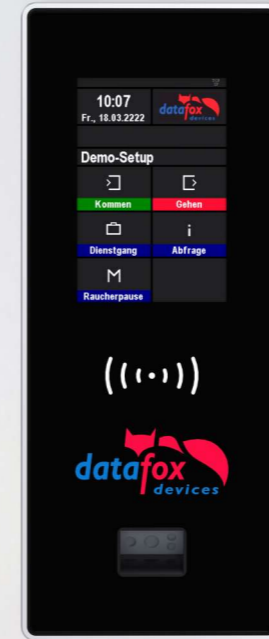 10:07
Fr., 18.03.2222
datafox
devices
Demo-Setup
Kommen
Gehen
Dienstgang
i
Abfrage
M
Raucherpause
datafox
devices